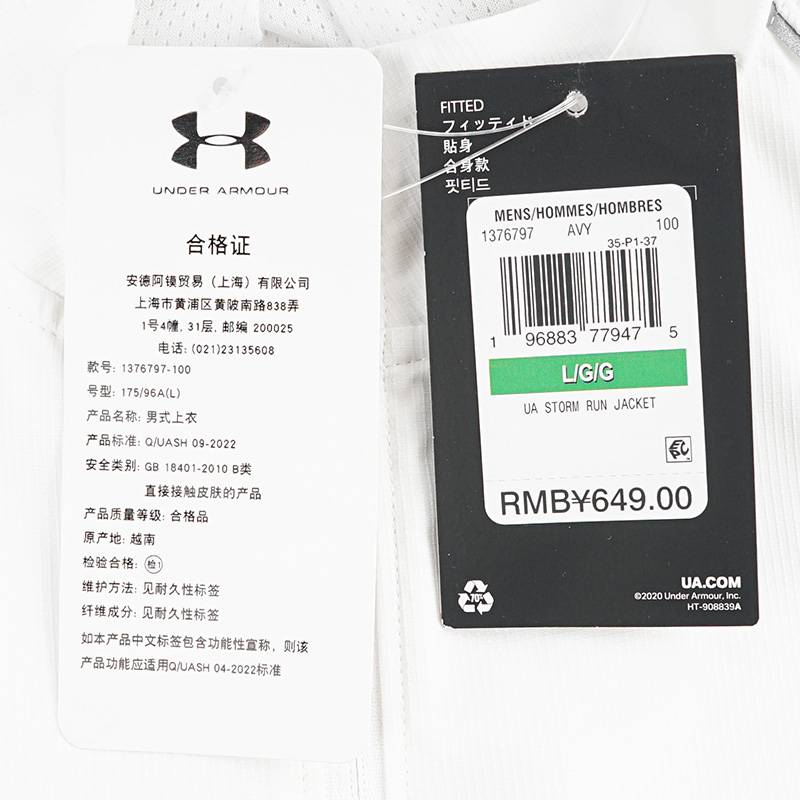 UNDER ARMOUR
合格证
安德阿镆贸易（上海）有限公司
上海市黄浦区黄陂南路838弄
1号4幢, 31层, 邮编 200025
电话: (021)23135608
款号: 1376797-100
号型: 175/96A(L)
产品名称: 男式上衣
产品标准: Q/UASH 09-2022
安全类别: GB 18401-2010 B类
直接接触皮肤的产品
产品质量等级: 合格品
原产地: 越南
检验合格: 检1
维护方法: 见耐久性标签
纤维成分: 见耐久性标签
如本产品中文标签包含功能性宣称，则该
产品功能应适用Q/UASH 04-2022标准
FITTED
フィッティド
貼身
合身款
핏티드
MENS/HOMMES/HOMBRES
1376797 AVY 100
35-P1-37
1 96883 77947 5
L/G/G
UA STORM RUN JACKET
RMB¥649.00
70%
UA.COM
©2020 Under Armour, Inc.
HT-908839A